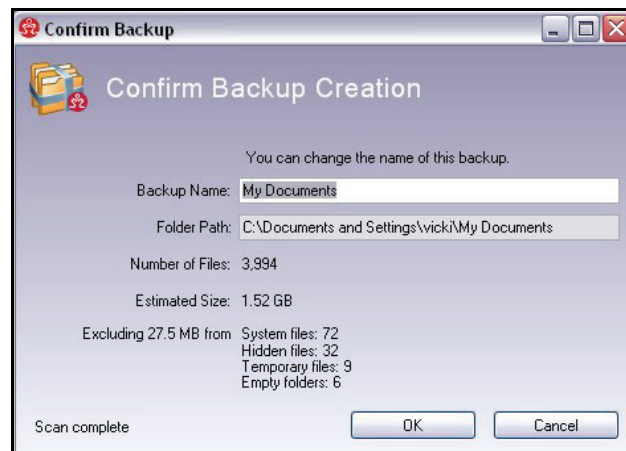 Confirm Backup
Confirm Backup Creation
You can change the name of this backup.
Backup Name: My Documents
Folder Path: C:\Documents and Settings\vicki\My Documents
Number of Files: 3,994
Estimated Size: 1.52 GB
Excluding 27.5 MB from System files: 72
Hidden files: 32
Temporary files: 9
Empty folders: 6
Scan complete OK Cancel